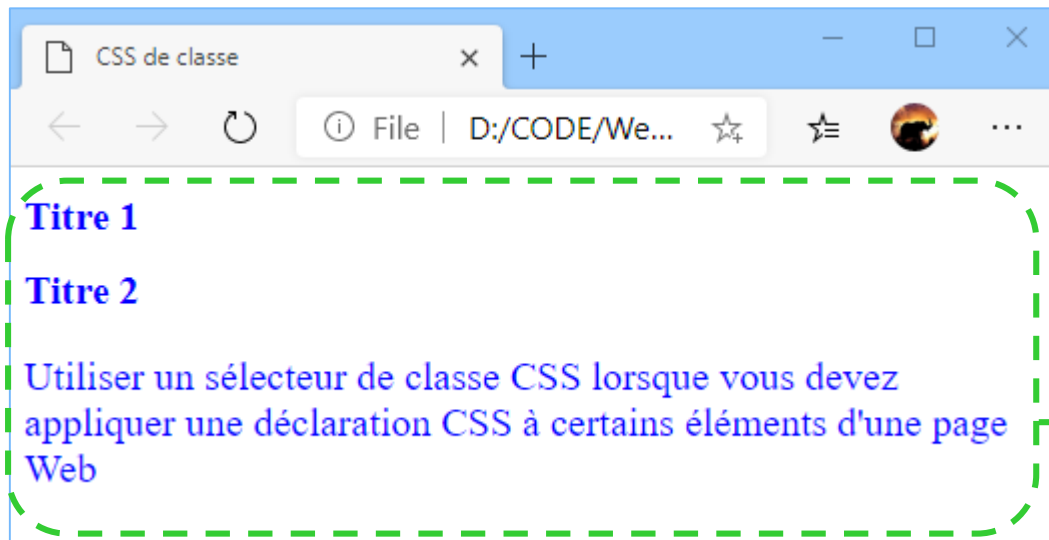 CSS de classe
File | D:/CODE/We...
Titre 1
Titre 2
Utiliser un sélecteur de classe CSS lorsque vous devez
appliquer une déclaration CSS à certains éléments d'une page
Web